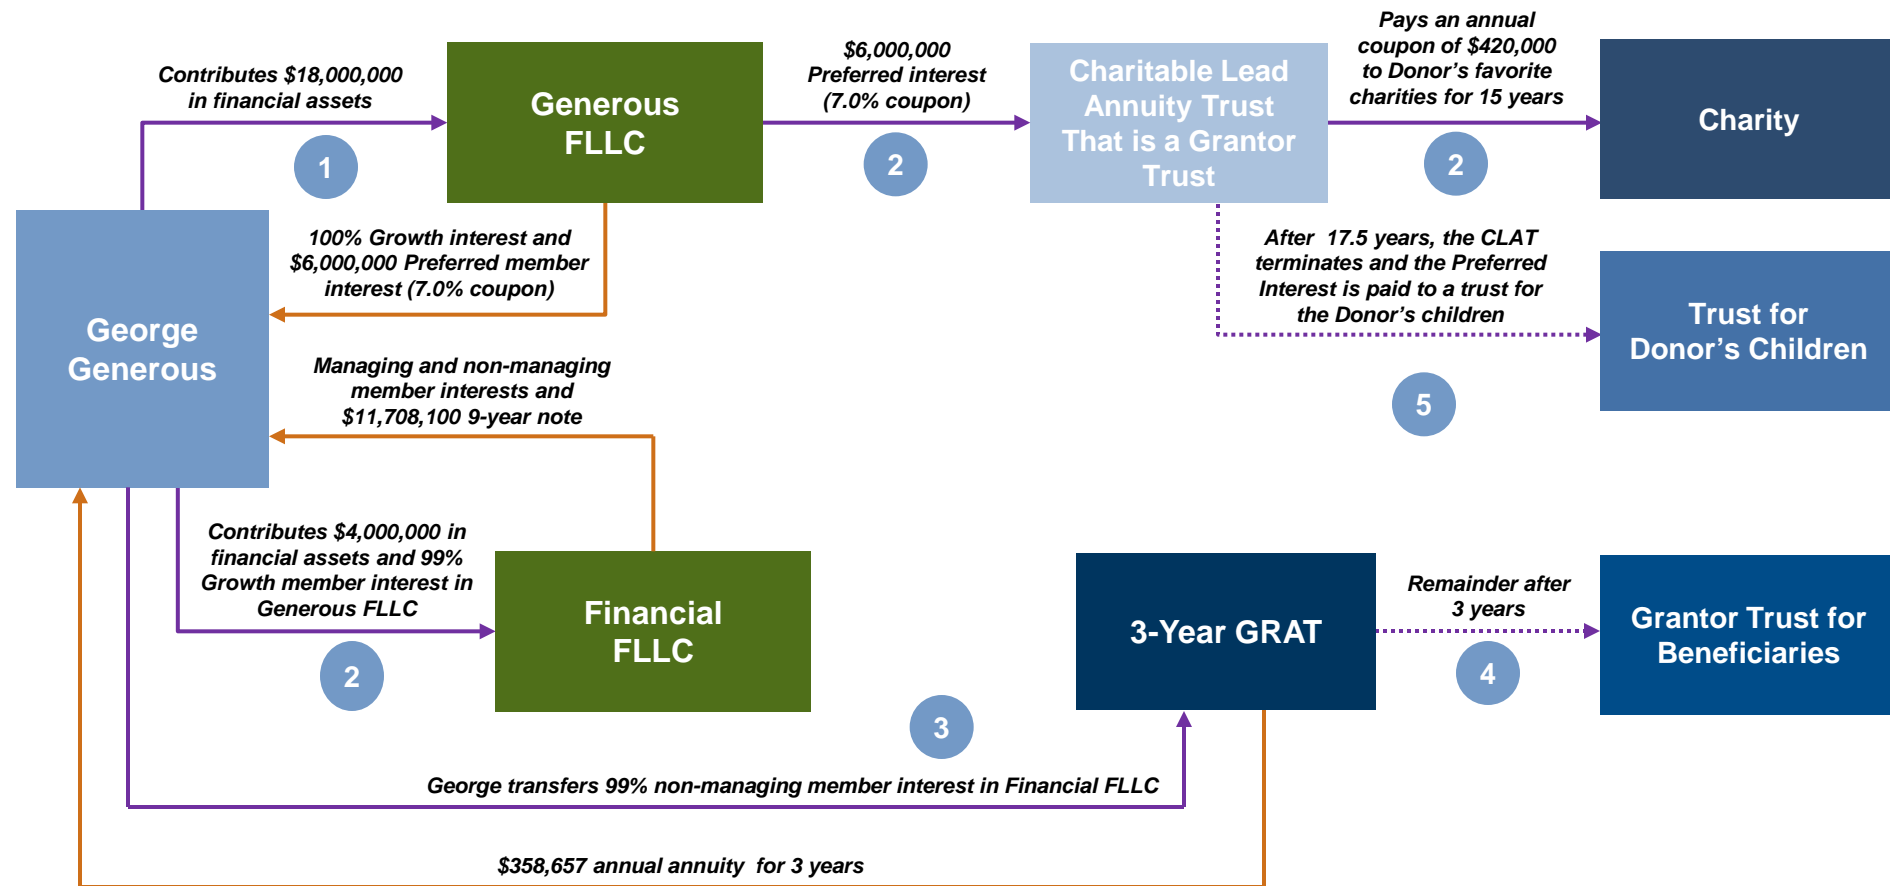 Contributes $18,000,000
in financial assets
1
Generous
FLLC
$6,000,000
Preferred interest
(7.0% coupon)
2
Charitable Lead
Annuity Trust
That is a Grantor
Trust
Pays an annual
coupon of $420,000
to Donor’s favorite
charities for 15 years
2
Charity
100% Growth interest and
$6,000,000 Preferred member
interest (7.0% coupon)
After 17.5 years, the CLAT
terminates and the Preferred
Interest is paid to a trust for
the Donor’s children
5
Trust for
Donor’s Children
George
Generous
Managing and non-managing
member interests and
$11,708,100 9-year note
Contributes $4,000,000 in
financial assets and 99%
Growth member interest in
Generous FLLC
2
Financial
FLLC
3-Year GRAT
Remainder after
3 years
4
Grantor Trust for
Beneficiaries
3
George transfers 99% non-managing member interest in Financial FLLC
$358,657 annual annuity for 3 years